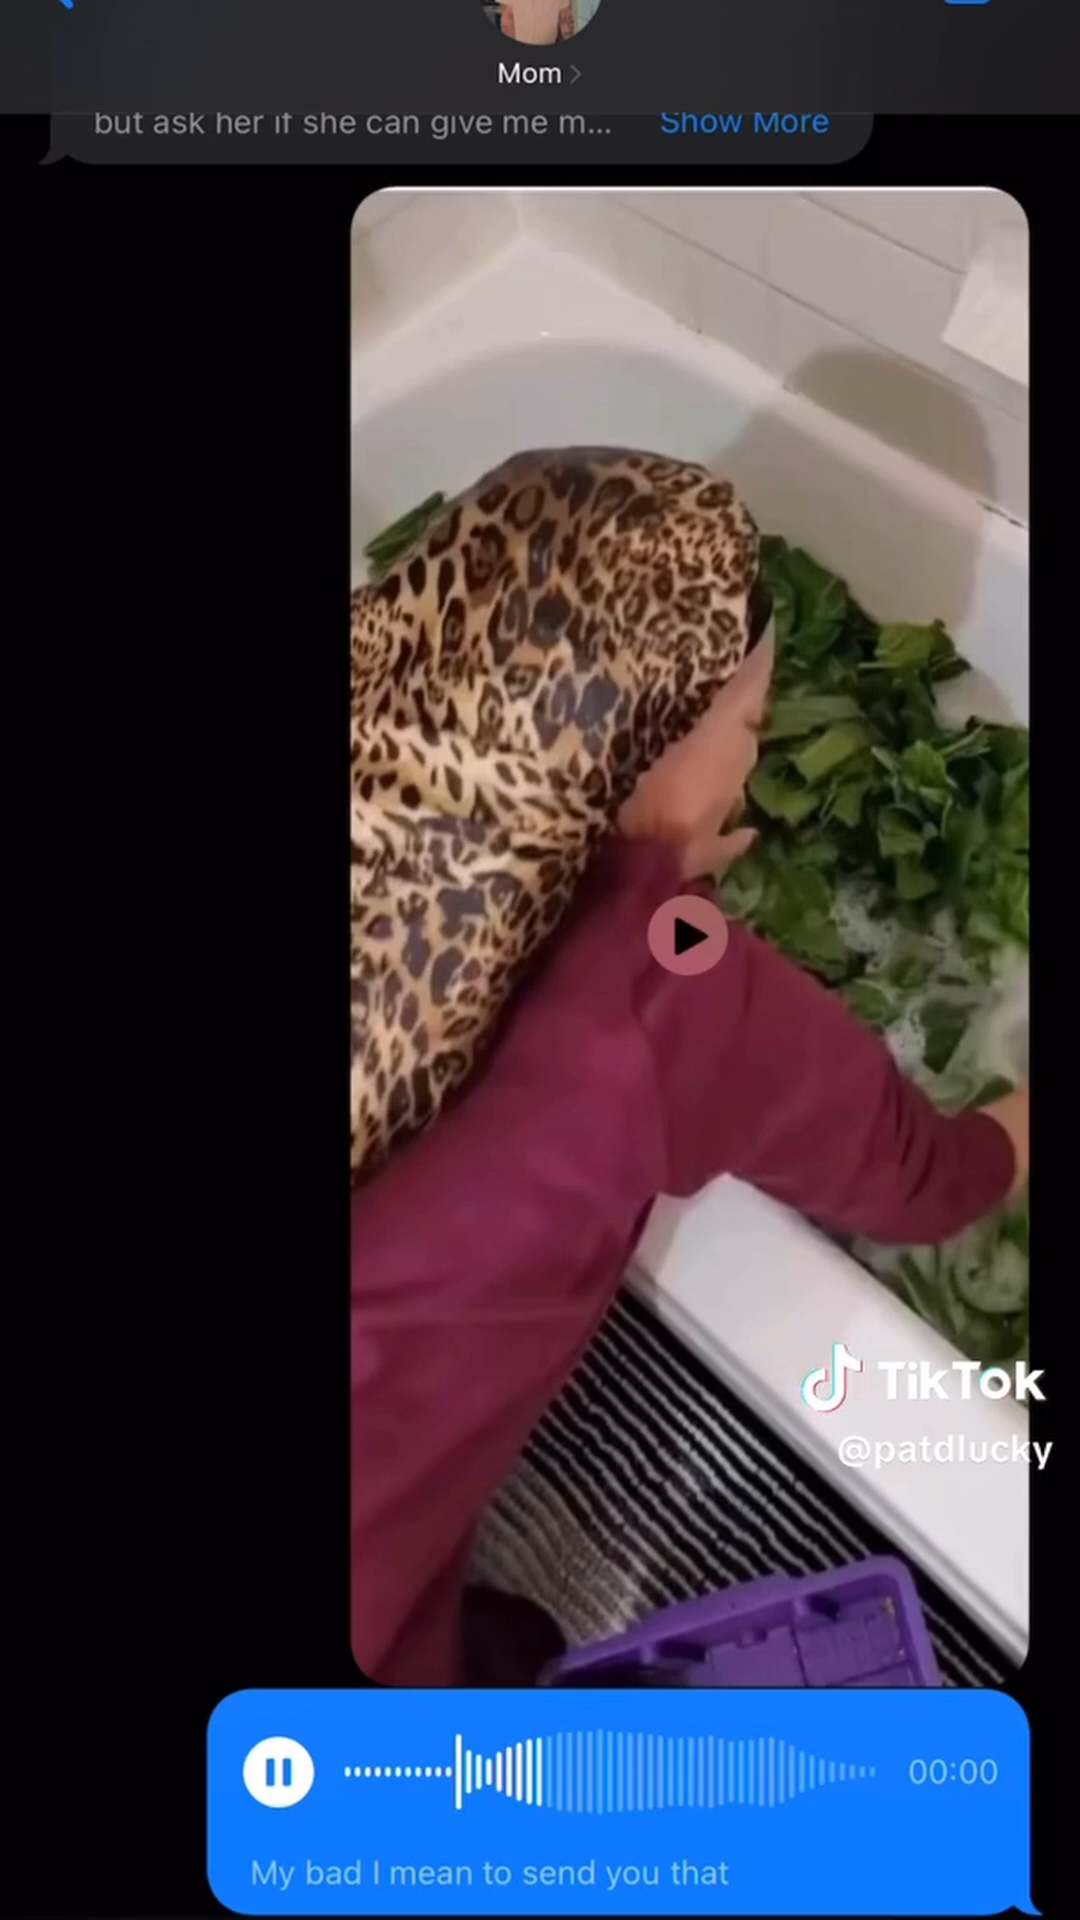 Mom
but ask her if she can give me m... Show More
TikTok
@patdlucky
00:00
My bad I mean to send you that